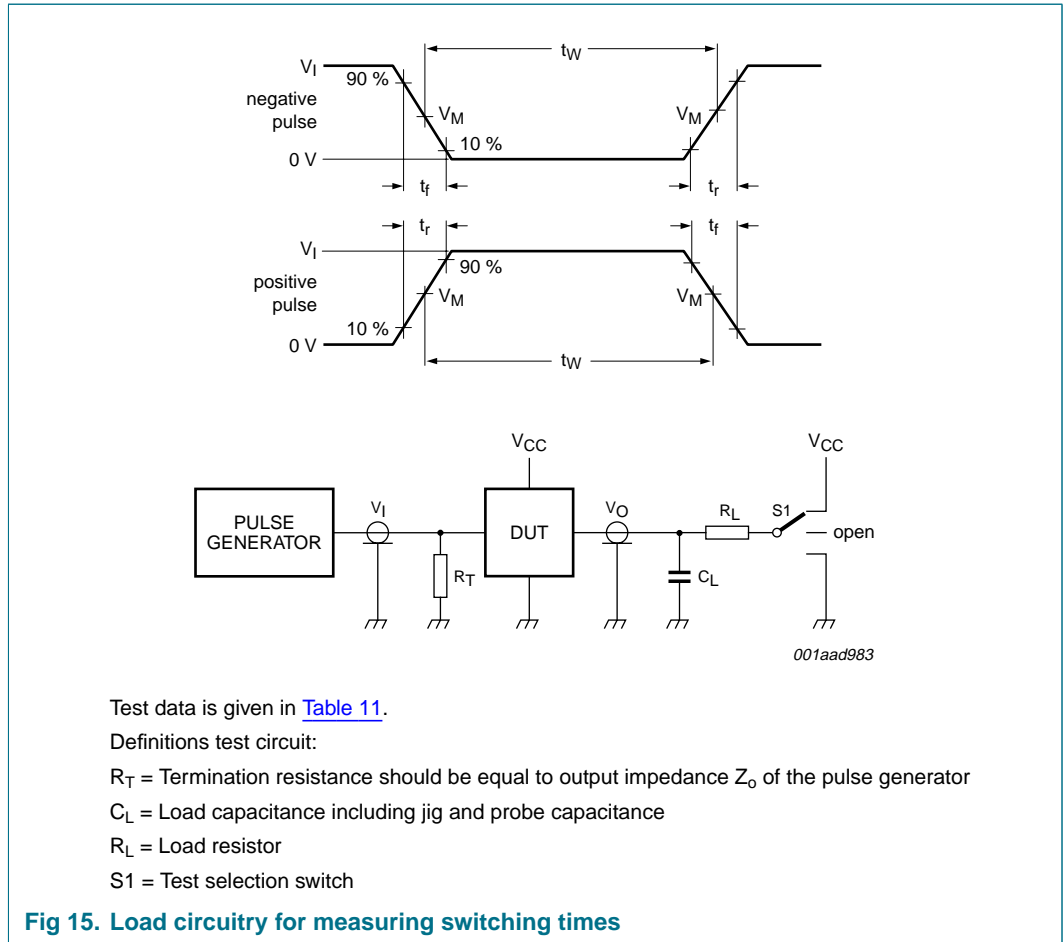 tW
VI
90 %
negative
pulse
VM
VM
10 %
0 V
tf
tr
tr
tf
VI
90 %
positive
pulse
VM
VM
10 %
0 V
tW
VCC
VCC
PULSE
GENERATOR
VI
DUT
VO
RL
S1
open
RT
CL
001aad983
Test data is given in Table 11.
Definitions test circuit:
RT = Termination resistance should be equal to output impedance Zo of the pulse generator
CL = Load capacitance including jig and probe capacitance
RL = Load resistor
S1 = Test selection switch
Fig 15. Load circuitry for measuring switching times